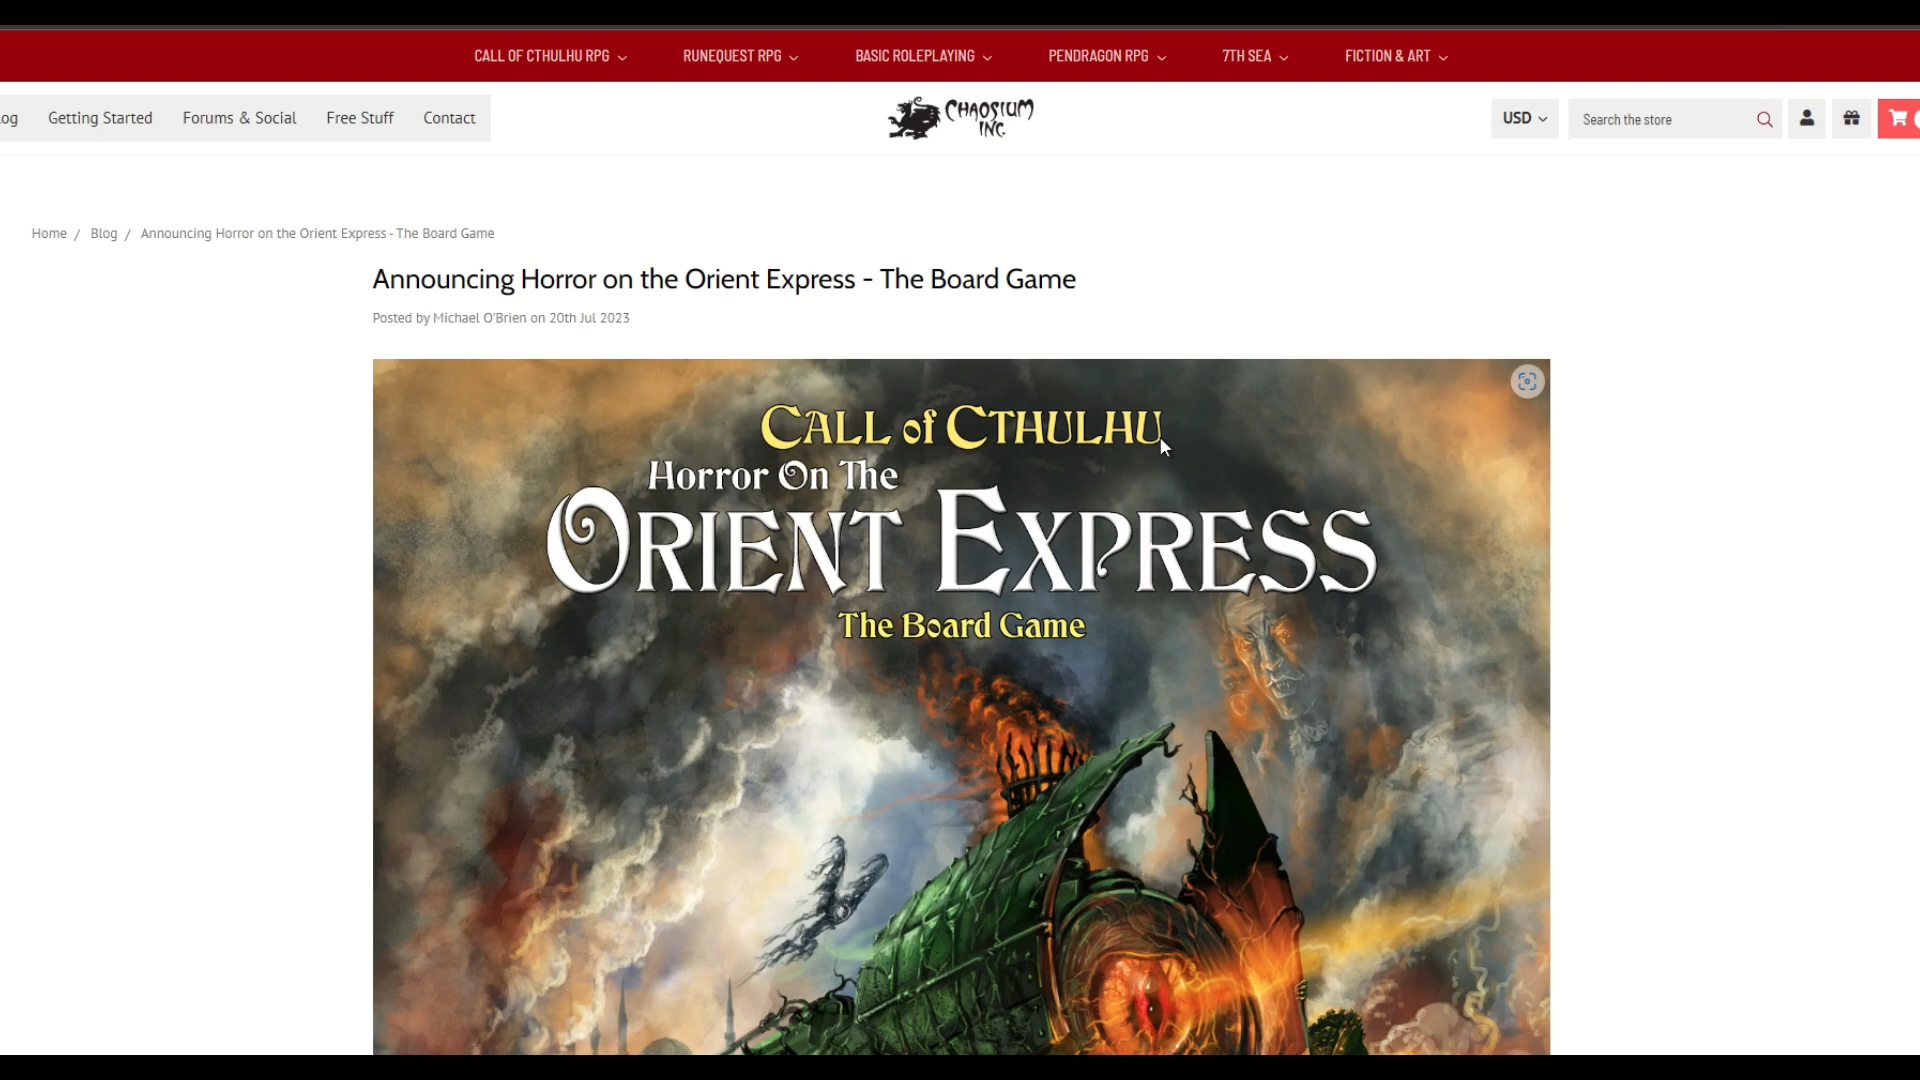 CALL OF CTHULHU RPG RUNEQUEST RPG BASIC ROLEPLAYING PENDRAGON RPG 7TH SEA FICTION & ART
og Getting Started Forums & Social Free Stuff Contact
CHAOSIUM
INC.
USD Search the store
Home / Blog / Announcing Horror on the Orient Express - The Board Game
Announcing Horror on the Orient Express - The Board Game
Posted by Michael O'Brien on 20th Jul 2023
CALL of CTHULHU
Horror On The
ORIENT EXPRESS
The Board Game